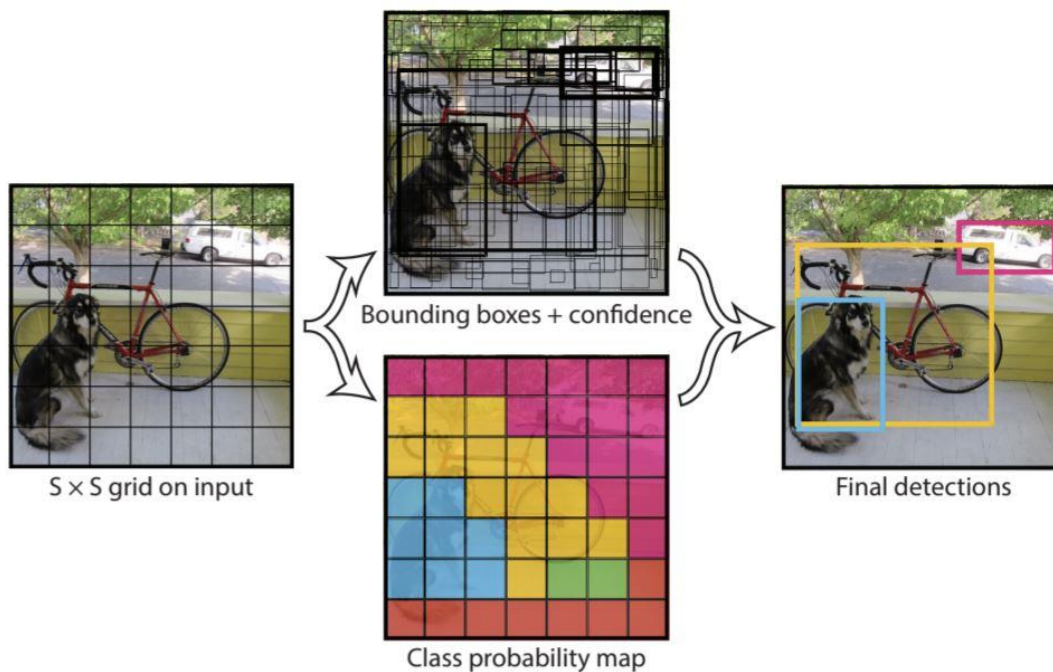 Bounding boxes + confidence
S × S grid on input
Final detections
Class probability map